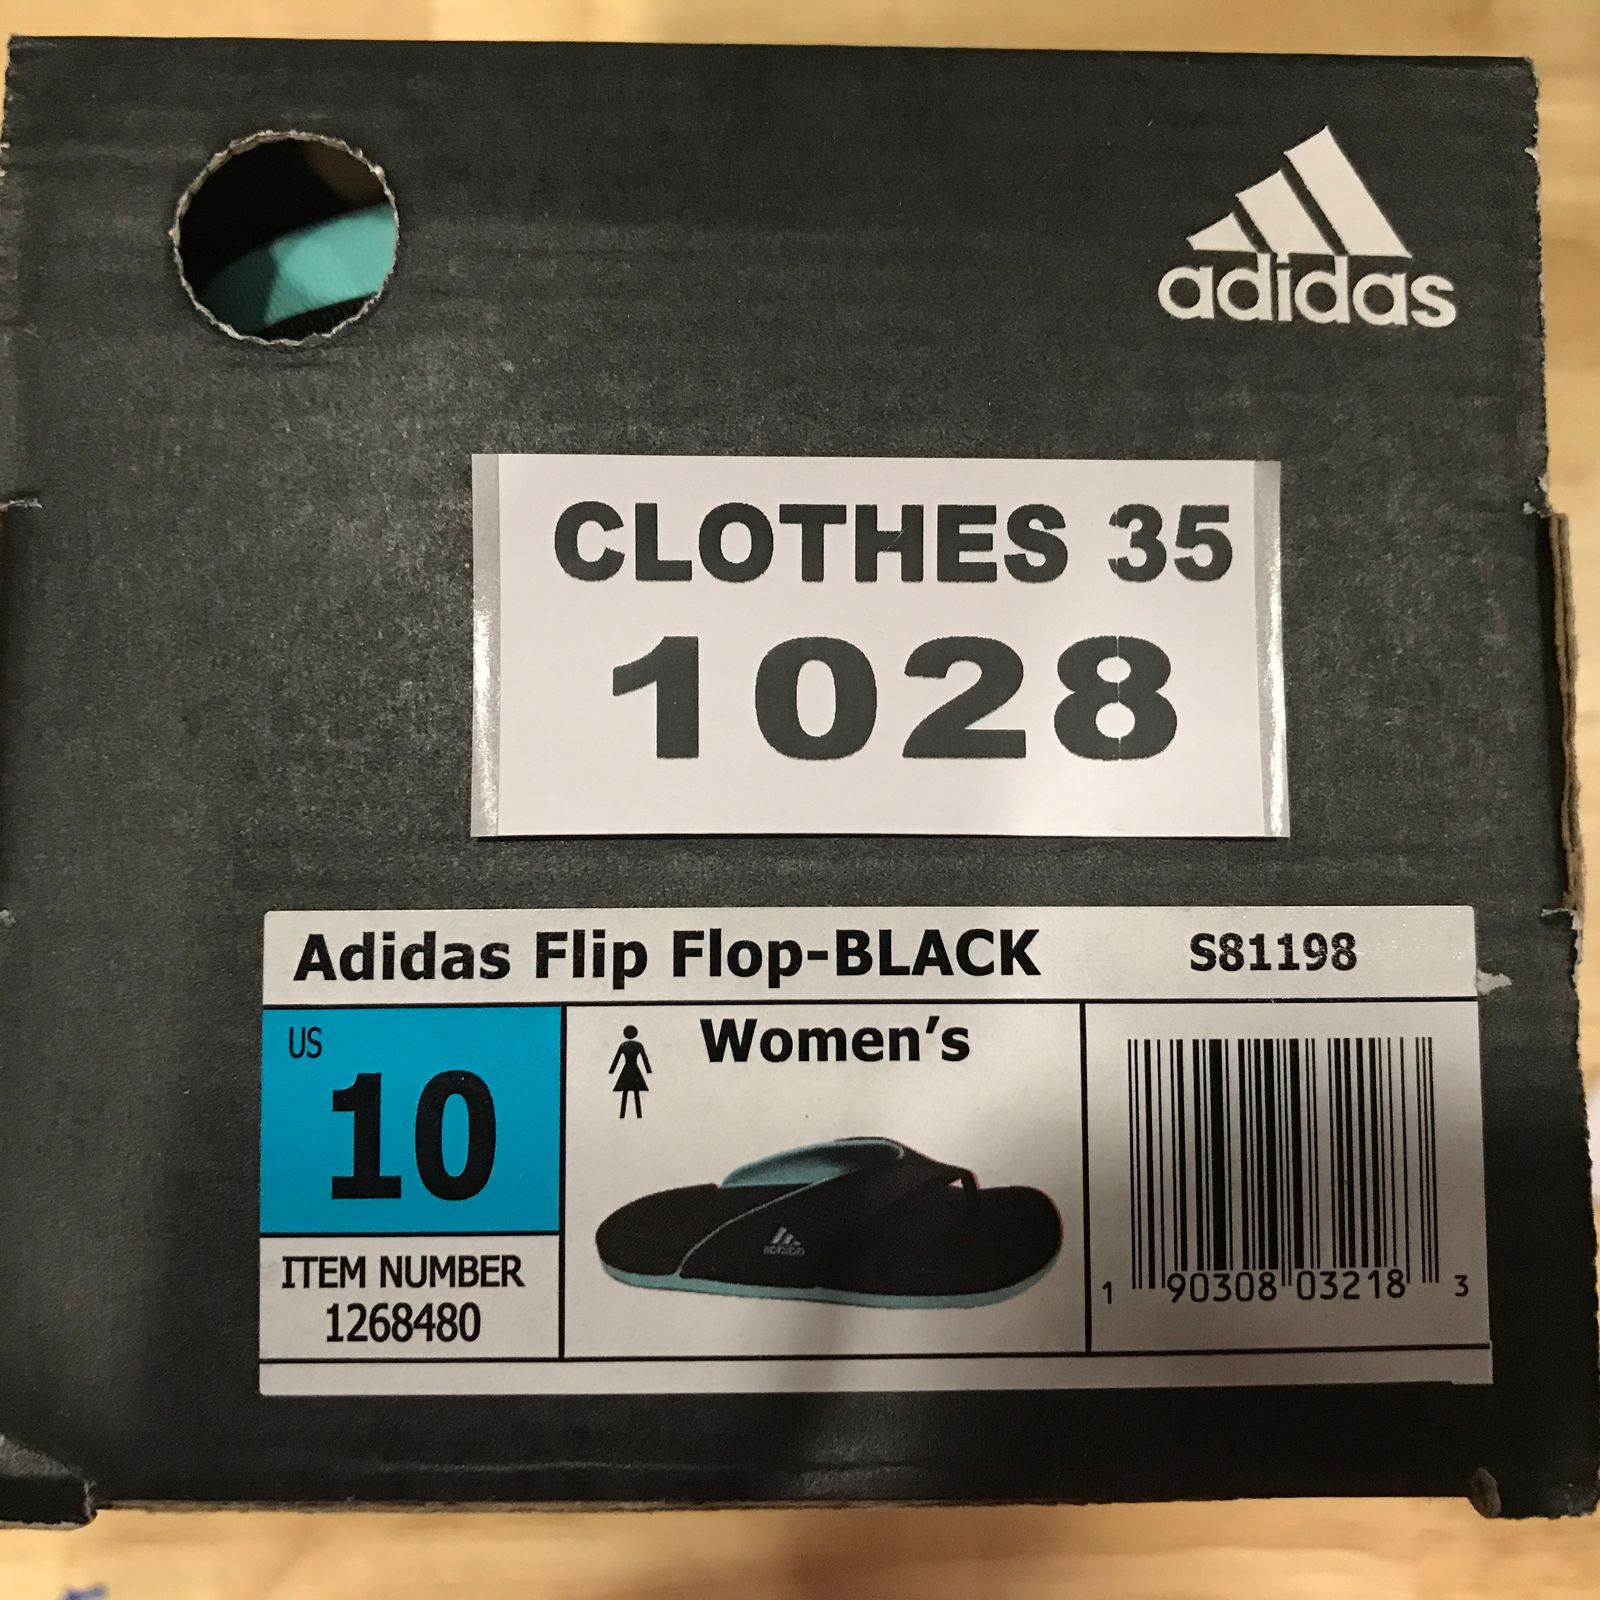 adidas
CLOTHES 35
1028
Adidas Flip Flop-BLACK
S81198
US
10
Women’s
ITEM NUMBER
1268480
adidas
1 90308 03218 3